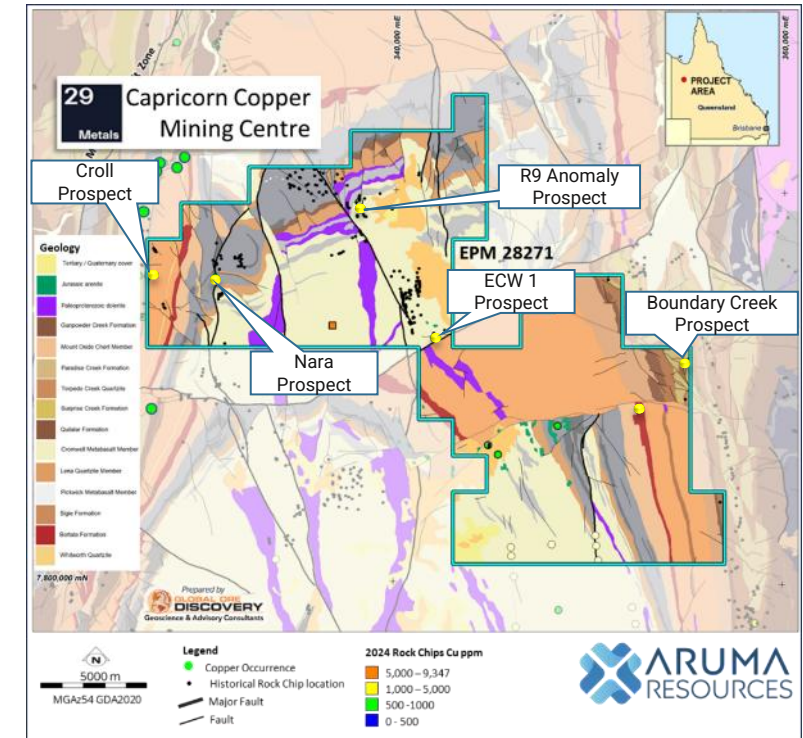 340,000 mE
360,000 mE
29
Metals
Capricorn Copper
Mining Centre
Zone
PROJECT
AREA
Queensland
Brisbane
Croll
Prospect
R9 Anomaly
Prospect
EPM 28271
ECW 1
Prospect
Boundary Creek
Prospect
Nara
Prospect
Geology
Tertiary / Quaternary cover
Jurassic arenite
Paleoproterozoic dolerite
Gunpowder Creek Formation
Mount Oxide Chert Member
Paradise Creek Formation
Torpedo Creek Quartzite
Surprise Creek Formation
Quilalar Formation
Cromwell Metabasalt Member
Lena Quartzite Member
Pickwick Metabasalt Member
Bigie Formation
Bortala Formation
Whitworth Quartzite
7,800,000 mN
Prepared by
GLOBAL ORE
DISCOVERY
Geoscience & Advisory Consultants
N
5000 m
MGAz54 GDA2020
Legend
Copper Occurrence
Historical Rock Chip location
Major Fault
Fault
2024 Rock Chips Cu ppm
5,000 – 9,347
1,000 – 5,000
500 -1000
0 - 500
ARUMA
RESOURCES